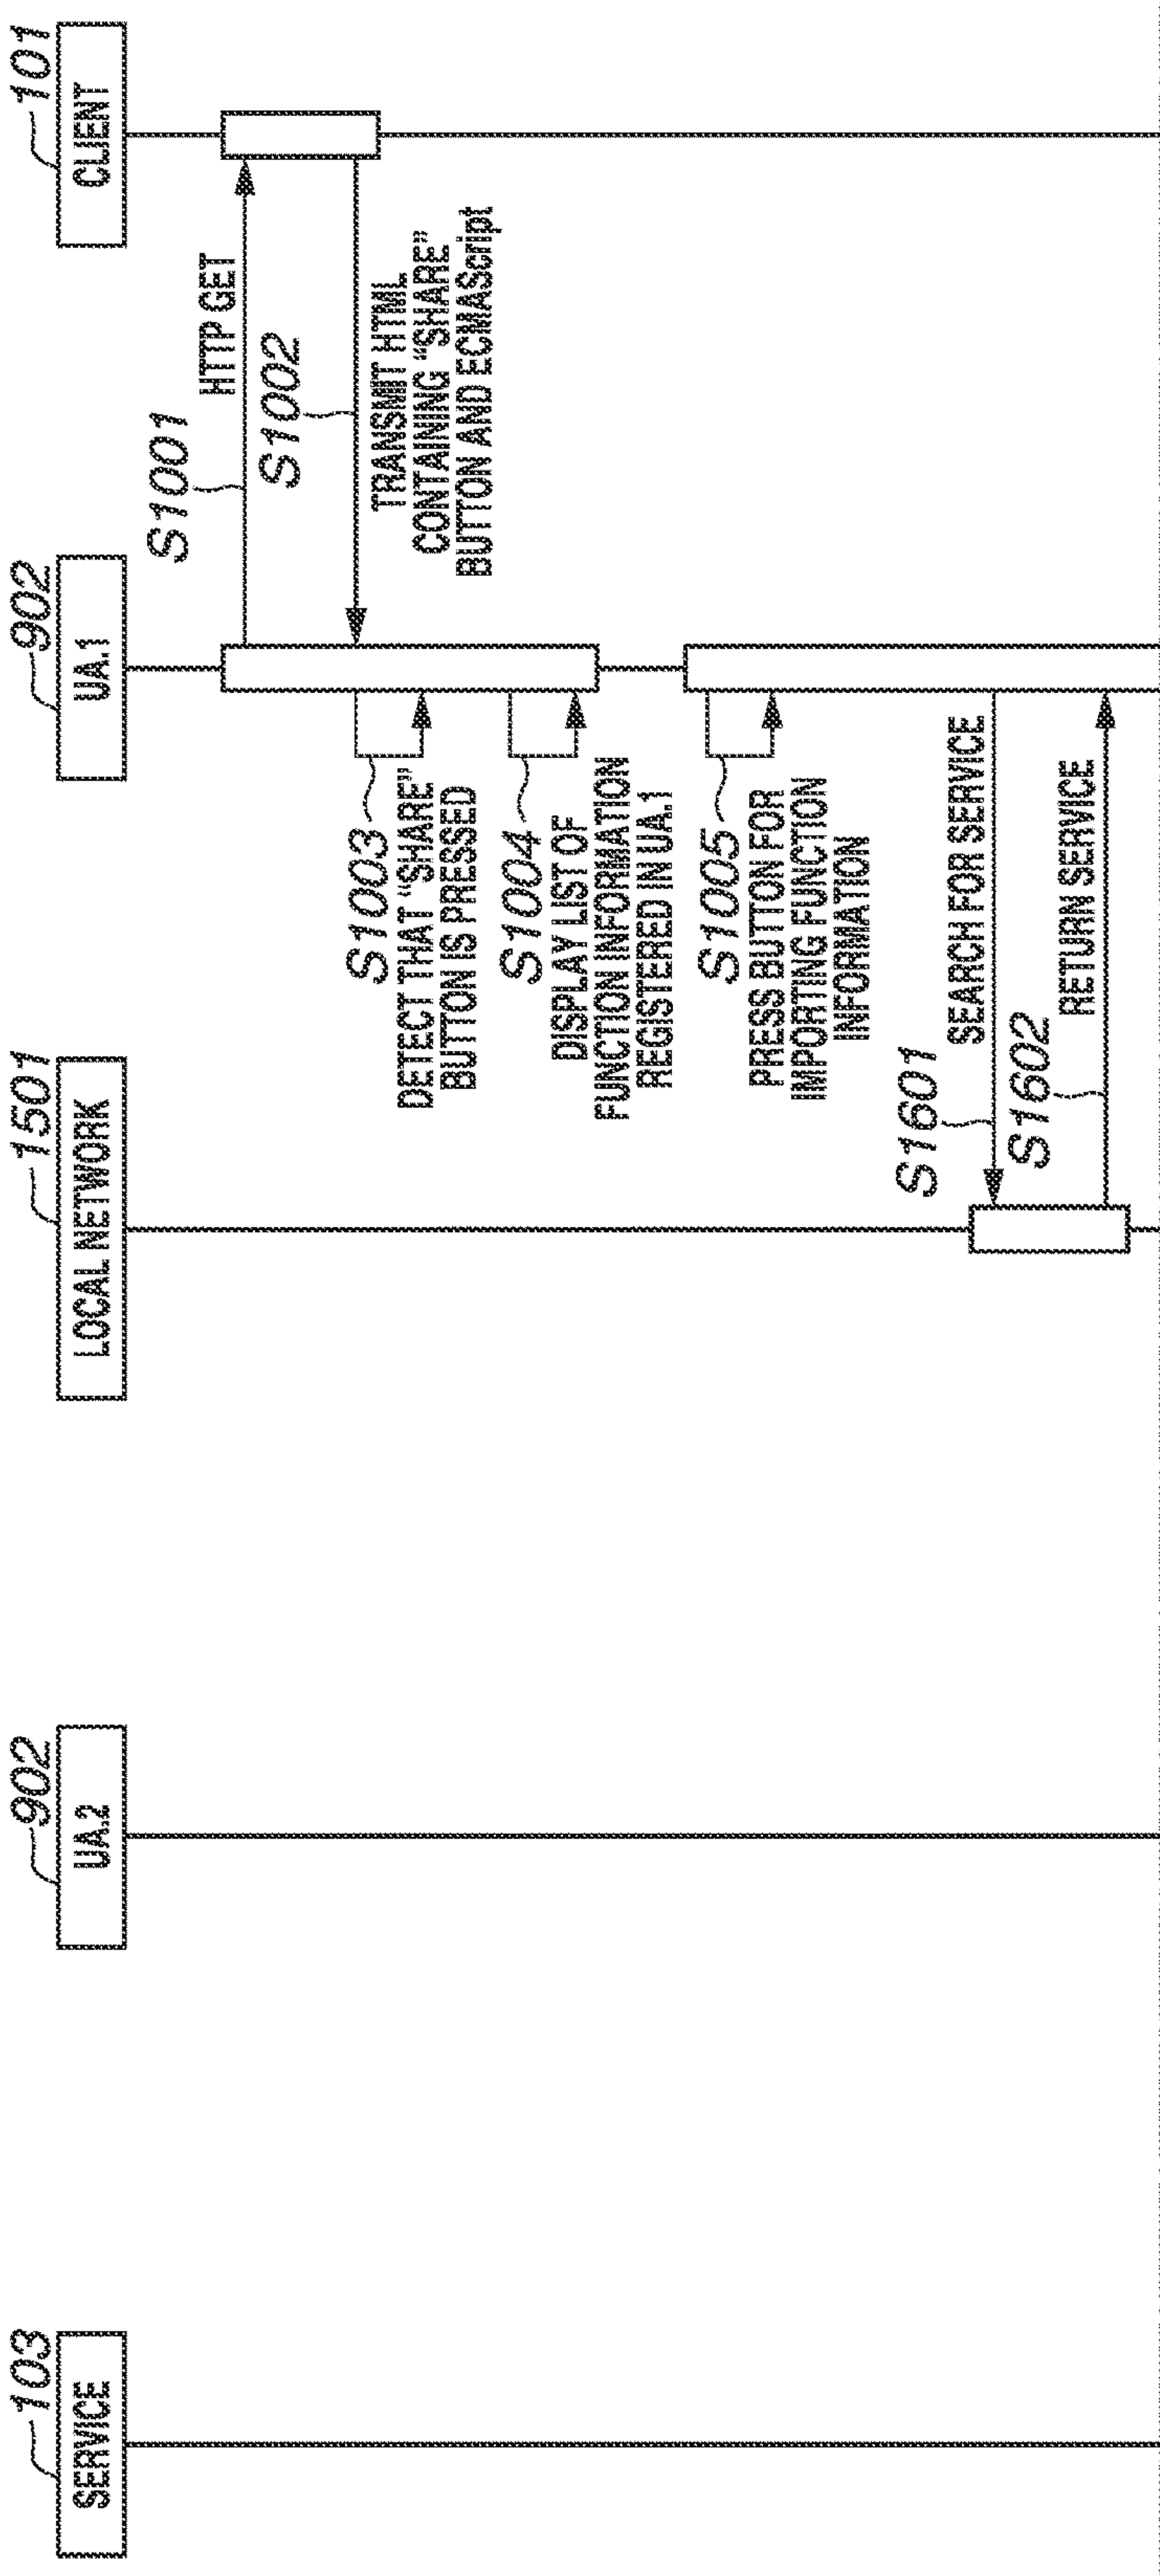 103
SERVICE
902
UA.2
1501
LOCAL NETWORK
902
UA.1
101
CLIENT
S1001
HTTP GET
S1002
TRANSMIT HTML
CONTAINING “SHARE”
BUTTON AND ECMAScript
S1003
DETECT THAT “SHARE”
BUTTON IS PRESSED
S1004
DISPLAY LIST OF
FUNCTION INFORMATION
REGISTERED IN UA.1
S1005
PRESS BUTTON FOR
IMPORTING FUNCTION
INFORMATION
S1601
SEARCH FOR SERVICE
S1602
RETURN SERVICE